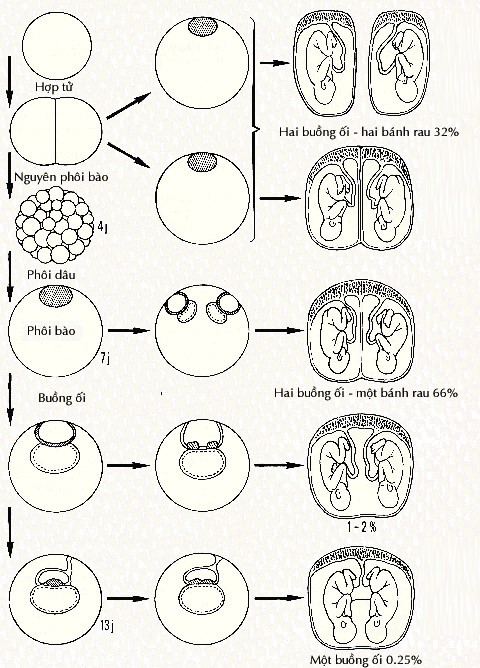 Hợp tử
Hai buồng ối - hai bánh rau 32%
Nguyên phôi bào
4j
Phôi dâu
Phôi bào
7j
Buồng ối
Hai buồng ối - một bánh rau 66%
1-2%
13j
Một buồng ối 0.25%